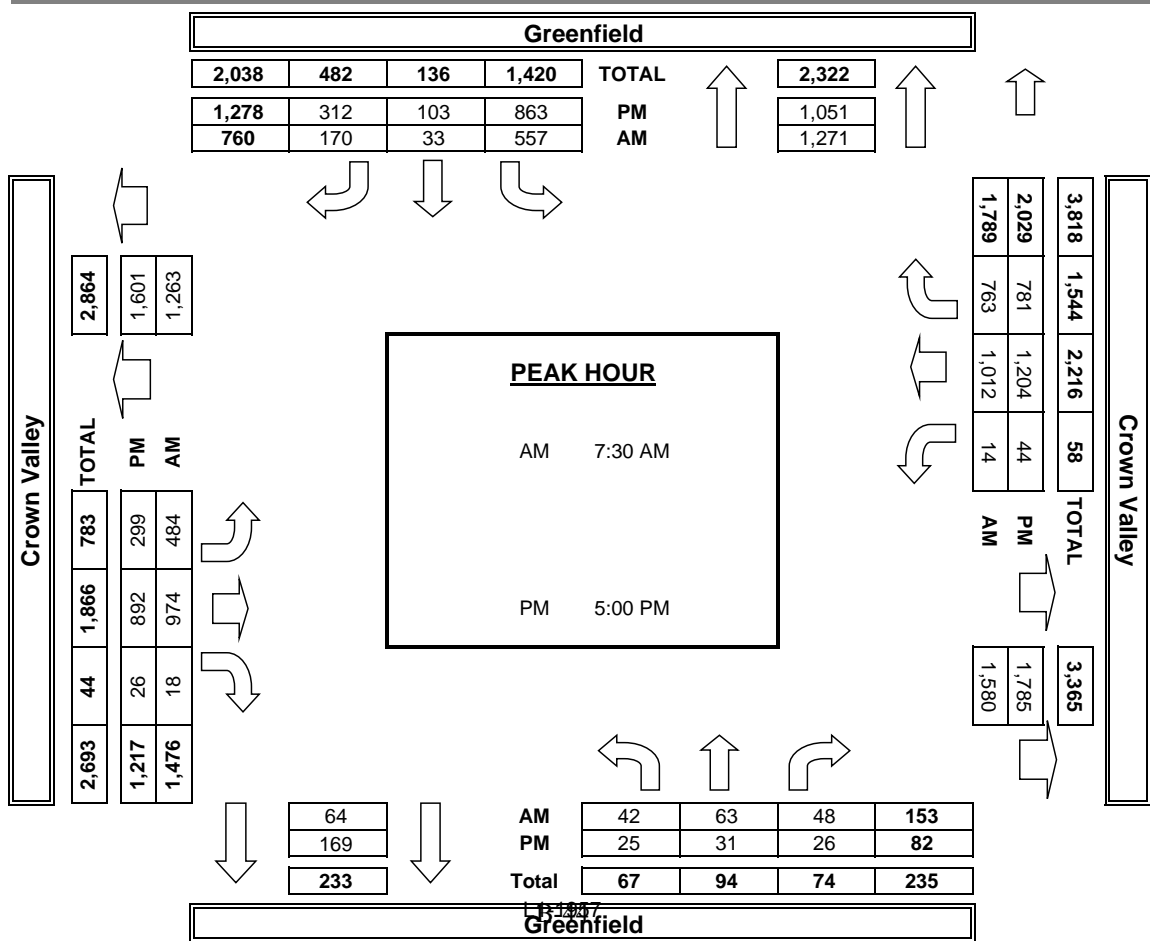 Greenfield
2,038 482 136 1,420 TOTAL 2,322
1,278 312 103 863 PM 1,051
760 170 33 557 AM 1,271
Crown Valley
2,864 1,601 1,263
TOTAL PM AM
783 299 484
1,866 892 974
44 26 18
2,693 1,217 1,476
PEAK HOUR
AM 7:30 AM
PM 5:00 PM
1,789 2,029 3,818
763 781 1,544
1,012 1,204 2,216
14 44 58
AM PM TOTAL
1,580 1,785 3,365
Crown Valley
64 AM 42 63 48 153
169 PM 25 31 26 82
233 Total 67 94 74 235
Greenfield